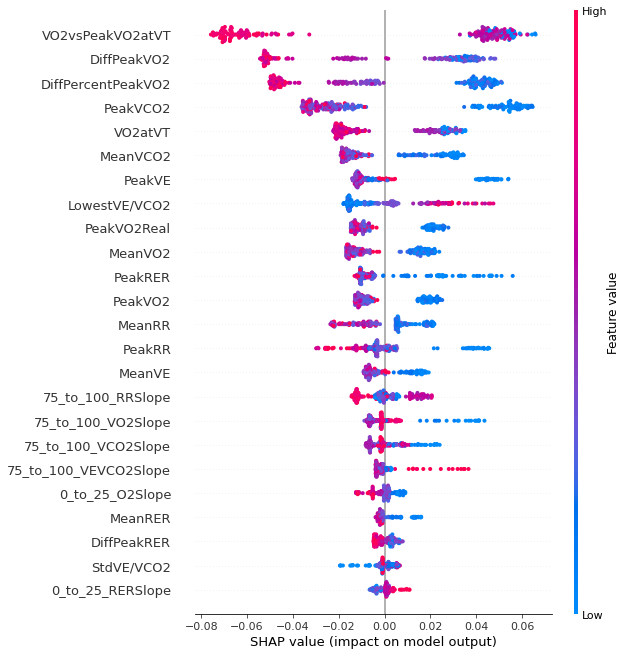 High
VO2vsPeakVO2atVT
DiffPeakVO2
DiffPercentPeakVO2
PeakVCO2
VO2atVT
MeanVCO2
PeakVE
LowestVE/VCO2
PeakVO2Real
MeanVO2
PeakRER
PeakVO2
MeanRR
PeakRR
MeanVE
75_to_100_RRSlope
75_to_100_VO2Slope
75_to_100_VCO2Slope
75_to_100_VEVCO2Slope
0_to_25_O2Slope
MeanRER
DiffPeakRER
StdVE/VCO2
0_to_25_RERSlope
Feature value
Low
−0.08 −0.06 −0.04 −0.02 0.00 0.02 0.04 0.06
SHAP value (impact on model output)